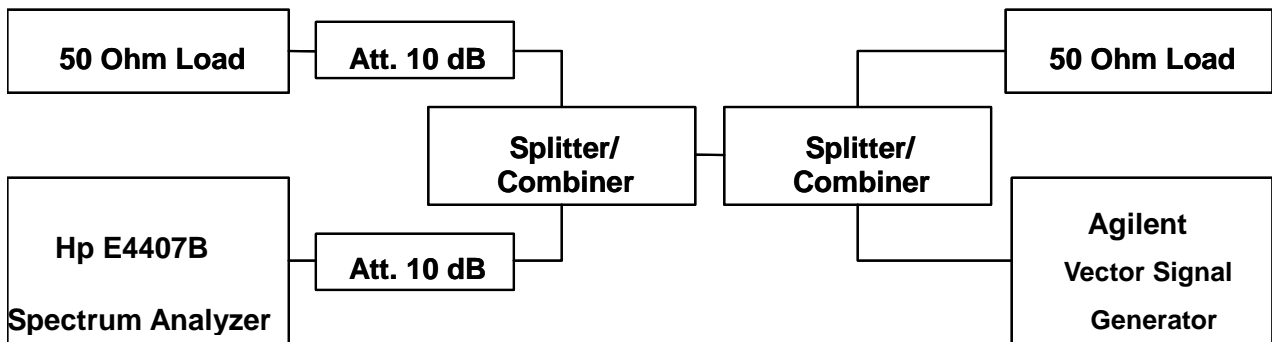 50 Ohm Load
Att. 10 dB
50 Ohm Load
Splitter/
Combiner
Splitter/
Combiner
Hp E4407B
Spectrum Analyzer
Att. 10 dB
Agilent
Vector Signal
Generator